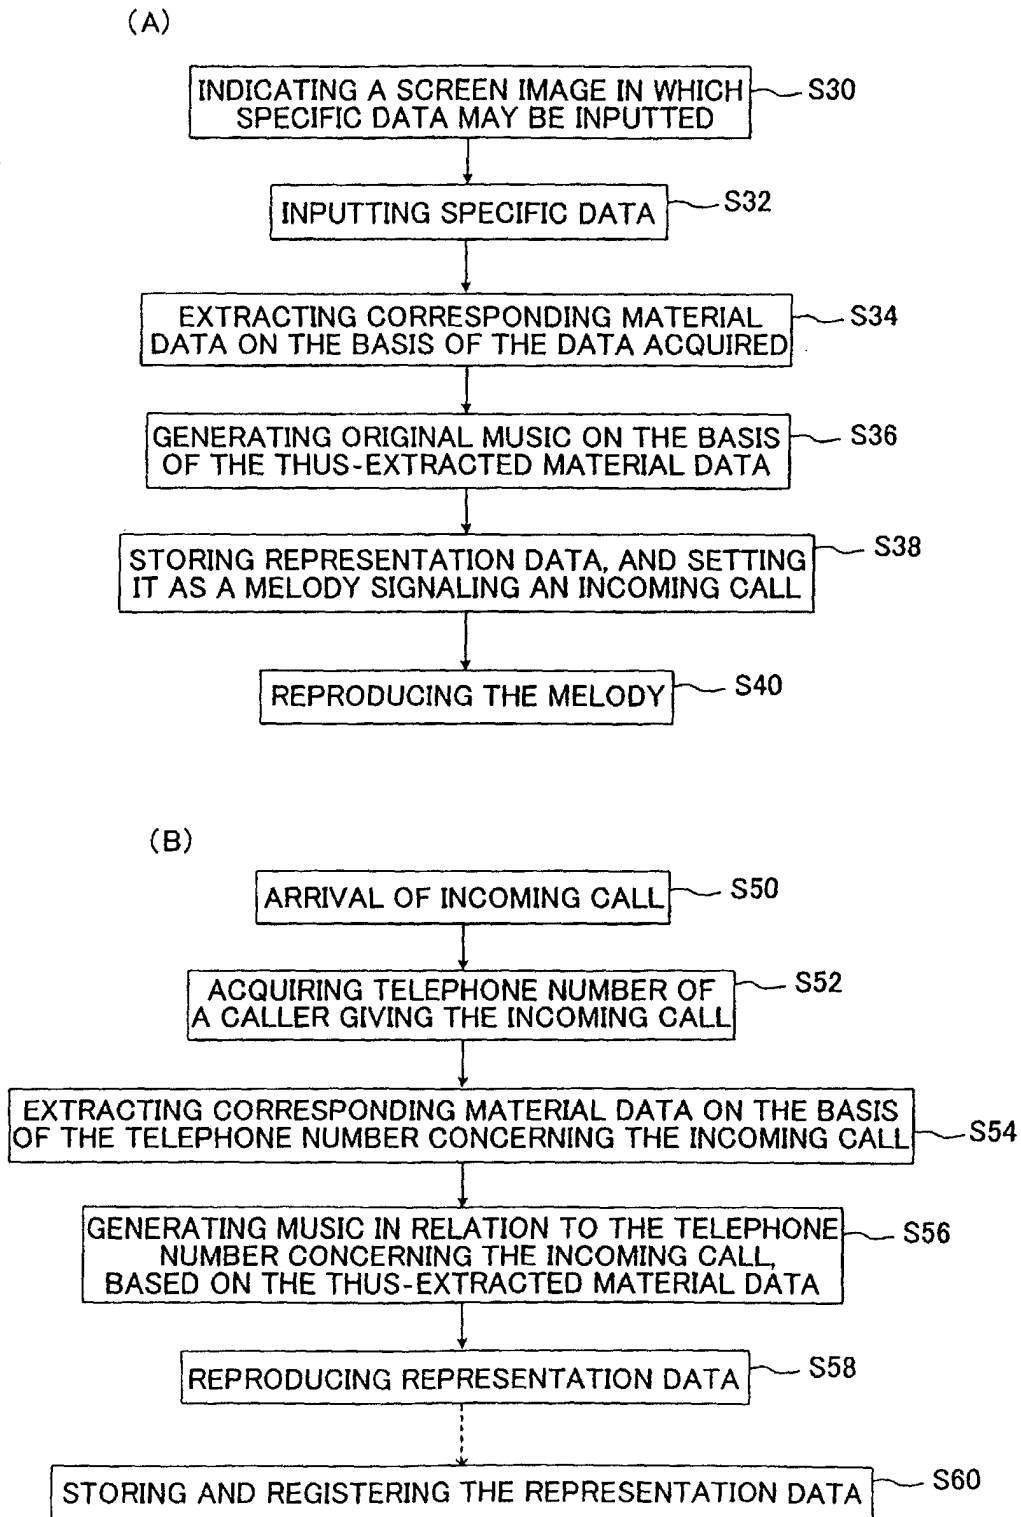 (A)
INDICATING A SCREEN IMAGE IN WHICH
SPECIFIC DATA MAY BE INPUTTED
S30
INPUTTING SPECIFIC DATA
S32
EXTRACTING CORRESPONDING MATERIAL
DATA ON THE BASIS OF THE DATA ACQUIRED
S34
GENERATING ORIGINAL MUSIC ON THE BASIS
OF THE THUS-EXTRACTED MATERIAL DATA
S36
STORING REPRESENTATION DATA, AND SETTING
IT AS A MELODY SIGNALING AN INCOMING CALL
S38
REPRODUCING THE MELODY
S40
(B)
ARRIVAL OF INCOMING CALL
S50
ACQUIRING TELEPHONE NUMBER OF
A CALLER GIVING THE INCOMING CALL
S52
EXTRACTING CORRESPONDING MATERIAL DATA ON THE BASIS
OF THE TELEPHONE NUMBER CONCERNING THE INCOMING CALL
S54
GENERATING MUSIC IN RELATION TO THE TELEPHONE
NUMBER CONCERNING THE INCOMING CALL,
BASED ON THE THUS-EXTRACTED MATERIAL DATA
S56
REPRODUCING REPRESENTATION DATA
S58
STORING AND REGISTERING THE REPRESENTATION DATA
S60